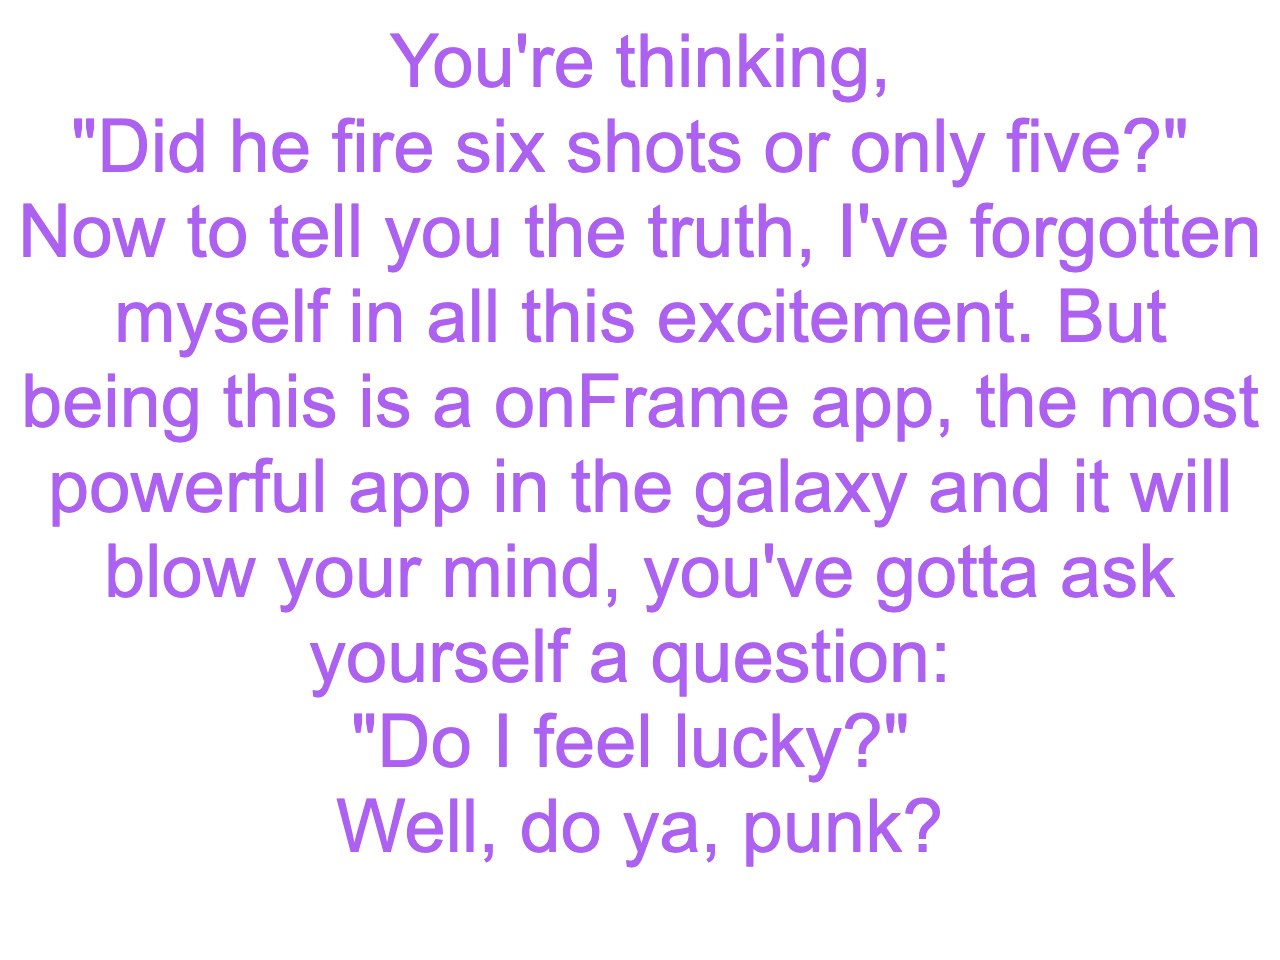 You're thinking,
"Did he fire six shots or only five?"
Now to tell you the truth, I've forgotten
myself in all this excitement. But
being this is a onFrame app, the most
powerful app in the galaxy and it will
blow your mind, you've gotta ask
yourself a question:
"Do I feel lucky?"
Well, do ya, punk?